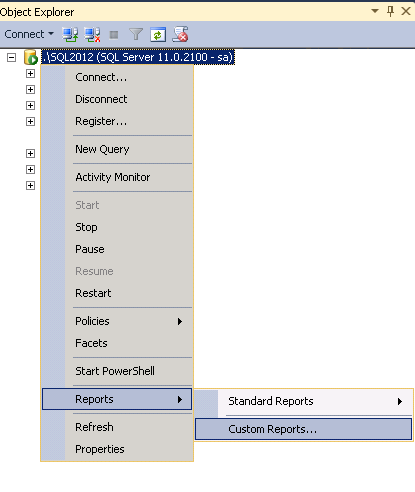 Object Explorer
Connect
.\SQL2012 (SQL Server 11.0.2100 - sa)
Connect...
Disconnect
Register...
New Query
Activity Monitor
Start
Stop
Pause
Resume
Restart
Policies
Facets
Start PowerShell
Reports
Standard Reports
Custom Reports...
Refresh
Properties